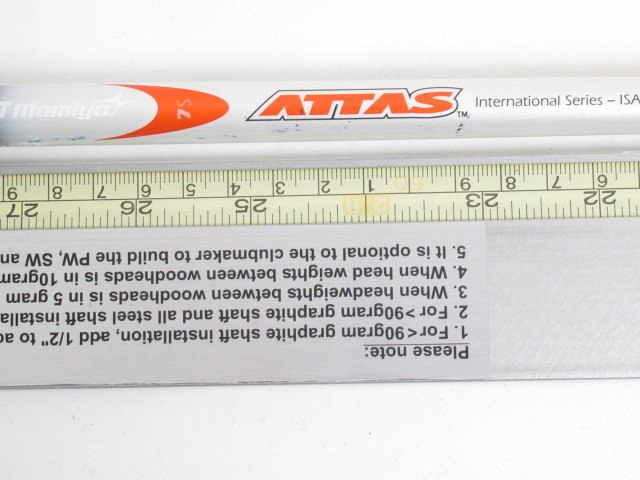 mamiya 7S ATTAS™ International Series – ISA
Please note:
1. For<90gram graphite shaft installation, add 1/2" to
2. For>90gram graphite shaft and all steel shaft
3. When headweights between woodheads is in 5 gram
4. When head weights between woodheads is in 10gram
5. It is optional to the clubmaker to build the PW, SW
22 23 25 26 27
6 7 8 9 60 1 2 3 4 5 6 7 8 9